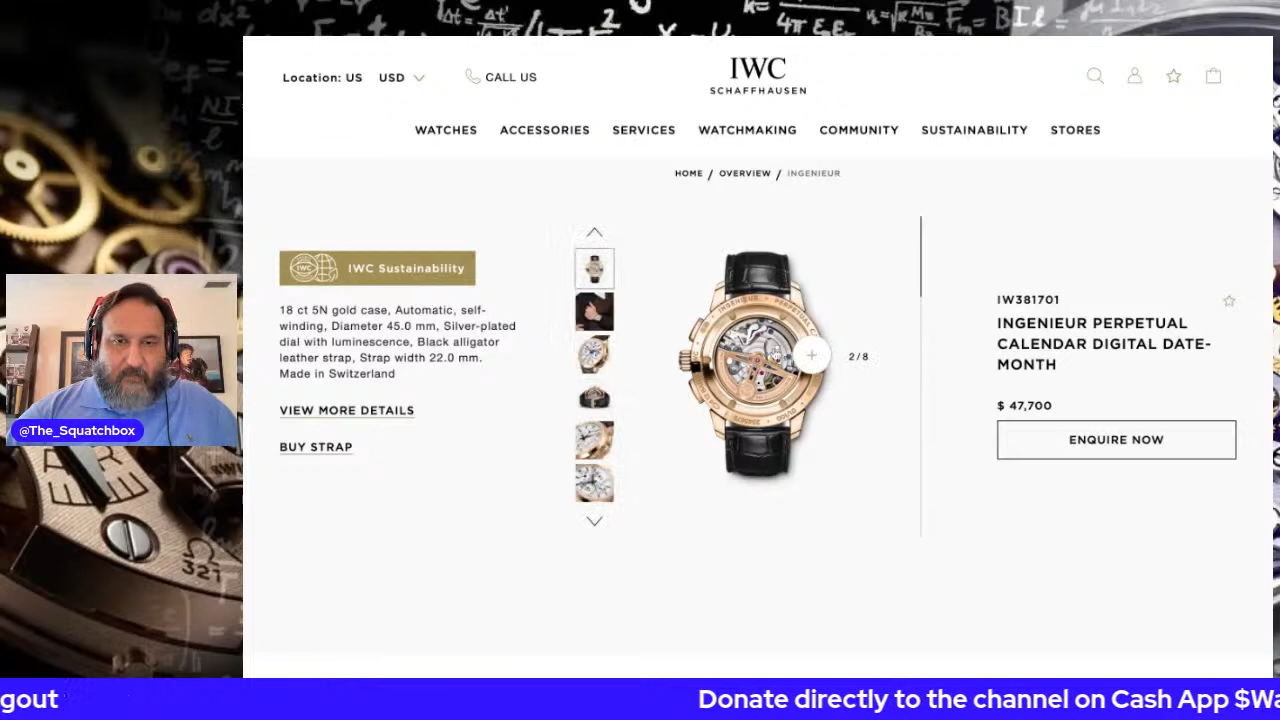 Location: US USD CALL US
IWC
SCHAFFHAUSEN
WATCHES ACCESSORIES SERVICES WATCHMAKING COMMUNITY SUSTAINABILITY STORES
HOME / OVERVIEW / INGENIEUR
IWC
IWC Sustainability
18 ct 5N gold case, Automatic, self-
winding, Diameter 45.0 mm, Silver-plated
dial with luminescence, Black alligator
leather strap, Strap width 22.0 mm.
Made in Switzerland
VIEW MORE DETAILS
BUY STRAP
INGENIEUR PERPETUAL
2/8
IW381701
INGENIEUR PERPETUAL
CALENDAR DIGITAL DATE-
MONTH
$ 47,700
ENQUIRE NOW
@The_Squatchbox
321
gout Donate directly to the channel on Cash App $Wa